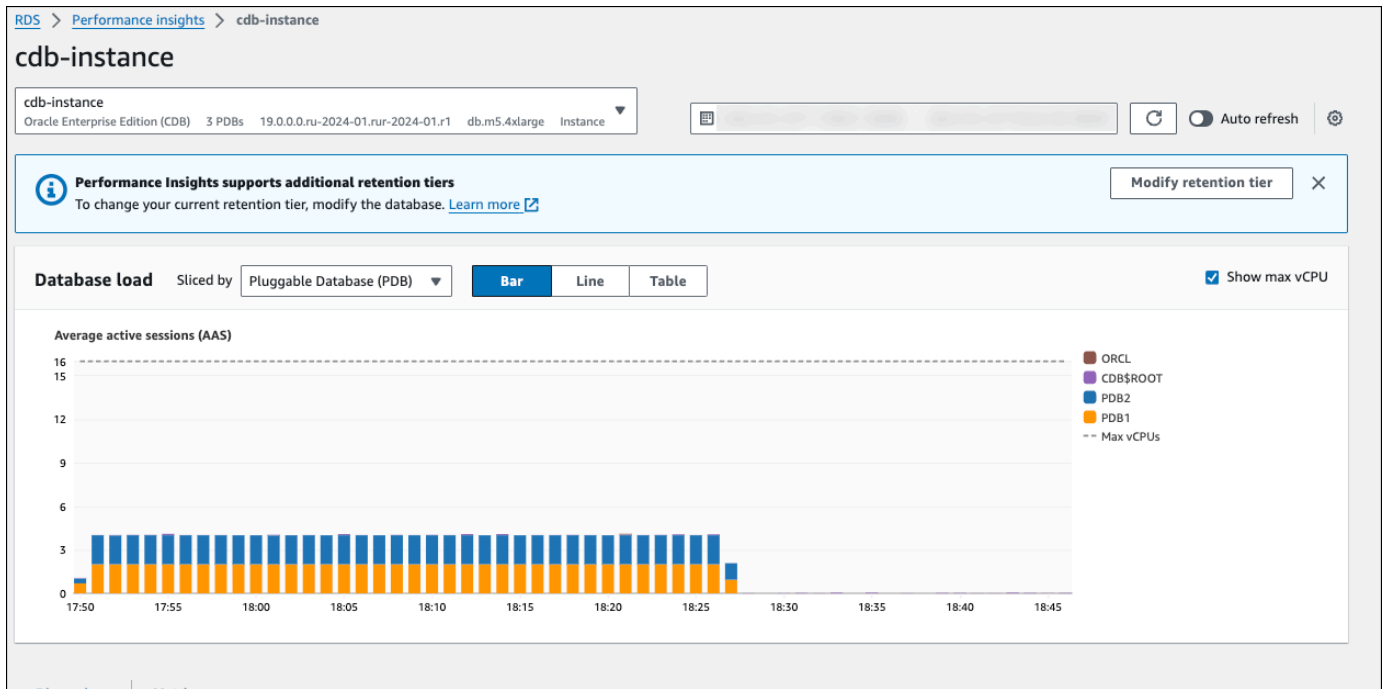 RDS > Performance insights > cdb-instance
cdb-instance
cdb-instance
Oracle Enterprise Edition (CDB) 3 PDBs 19.0.0.0.ru-2024-01.rur-2024-01.r1 db.m5.4xlarge Instance
Auto refresh
Performance Insights supports additional retention tiers
To change your current retention tier, modify the database. Learn more
Modify retention tier
Database load Sliced by Pluggable Database (PDB) Bar Line Table Show max vCPU
Average active sessions (AAS)
16
15
12
9
6
3
0
17:50 17:55 18:00 18:05 18:10 18:15 18:20 18:25 18:30 18:35 18:40 18:45
ORCL
CDB$ROOT
PDB2
PDB1
Max vCPUs